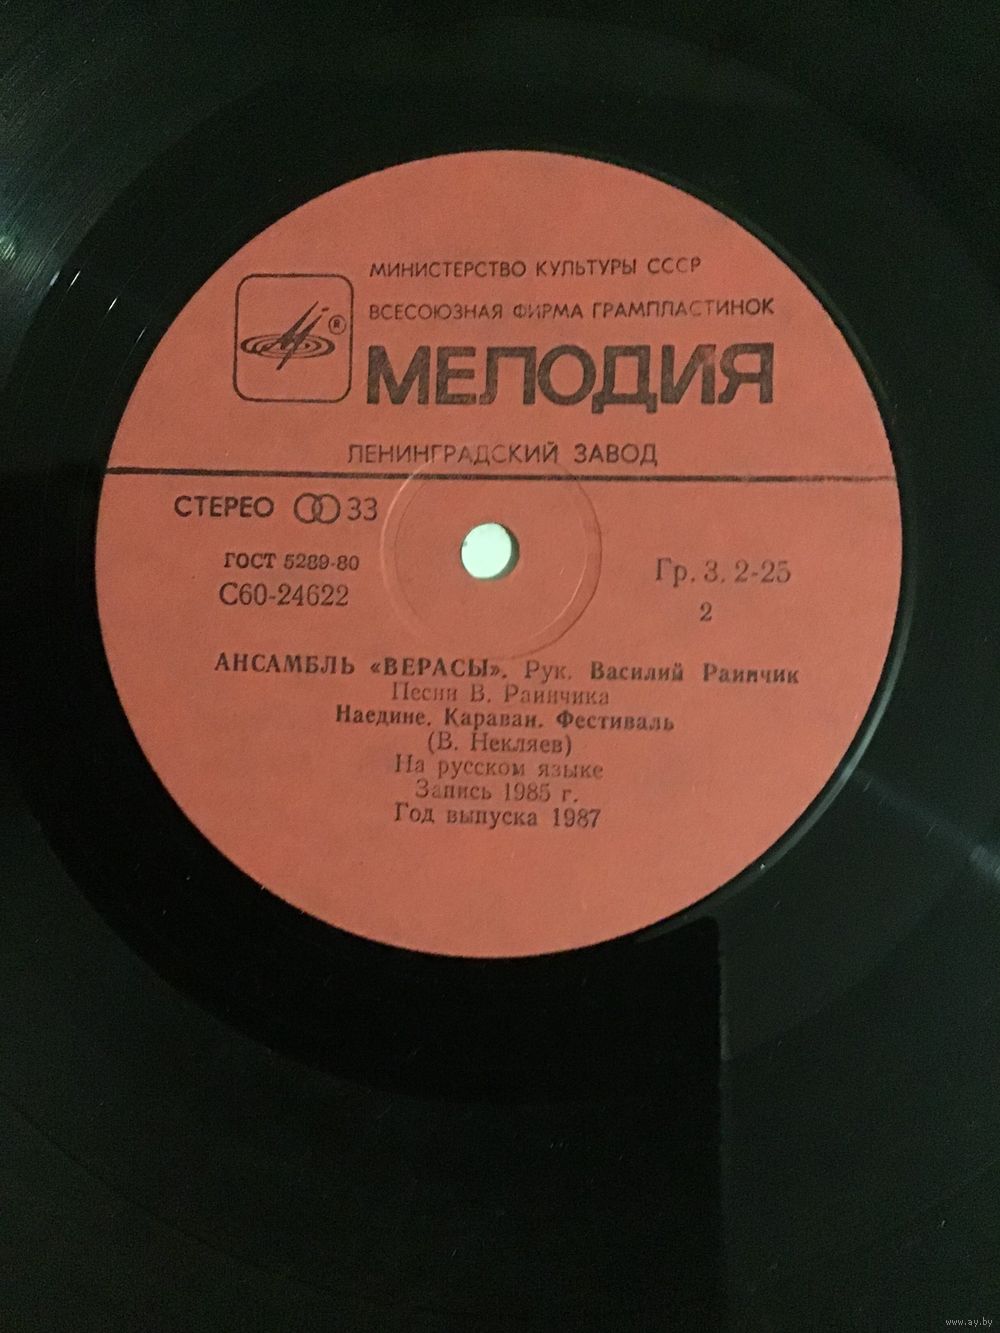 МИНИСТЕРСТВО КУЛЬТУРЫ СССР
ВСЕСОЮЗНАЯ ФИРМА ГРАМПЛАСТИНОК
®
МЕЛОДИЯ
ЛЕНИНГРАДСКИЙ ЗАВОД
СТЕРЕО 33
ГОСТ 5289-80
С60-24622
Гр. 3. 2-25
2
АНСАМБЛЬ «ВЕРАСЫ». Рук. Василий Раинчик
Песни В. Раинчика
Наедине. Караван. Фестиваль
(В. Некляев)
На русском языке
Запись 1985 г.
Год выпуска 1987
www.ay.by